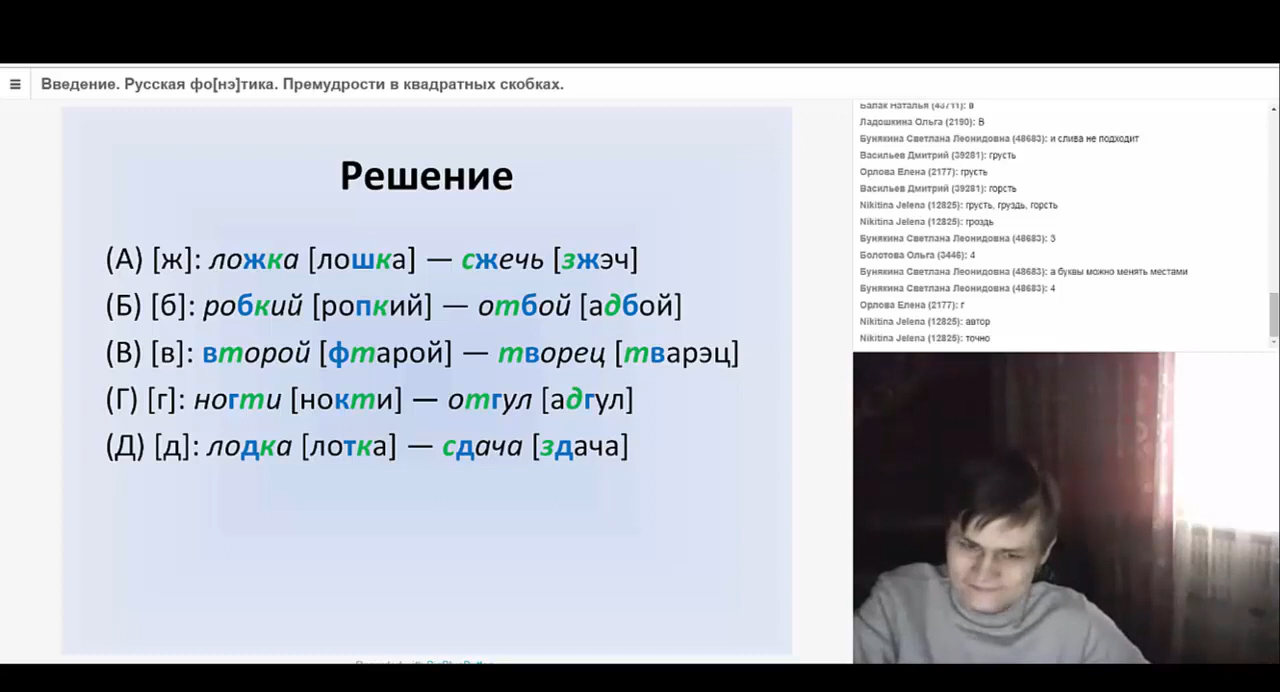 Введение. Русская фо[нэ]тика. Премудрости в квадратных скобках.
Решение
(А) [ж]: ложка [лошка] — сжечь [зжэч]
(Б) [б]: робкий [ропкий] — отбой [адбой]
(В) [в]: второй [фтарой] — творец [тварэц]
(Г) [г]: ногти [нокти] — отгул [адгул]
(Д) [д]: лодка [лотка] — сдача [здача]
Балак Наталья (43711): в
Ладошкина Ольга (2190): В
Бунякина Светлана Леонидовна (48683): и слива не подходит
Васильев Дмитрий (39281): грусть
Орлова Елена (2177): грусть
Васильев Дмитрий (39281): горсть
Nikitina Jelena (12825): грусть, груздь, горсть
Nikitina Jelena (12825): гроздь
Бунякина Светлана Леонидовна (48683): 3
Болотова Ольга (3446): 4
Бунякина Светлана Леонидовна (48683): а буквы можно менять местами
Бунякина Светлана Леонидовна (48683): 4
Орлова Елена (2177): г
Nikitina Jelena (12825): автор
Nikitina Jelena (12825): точно